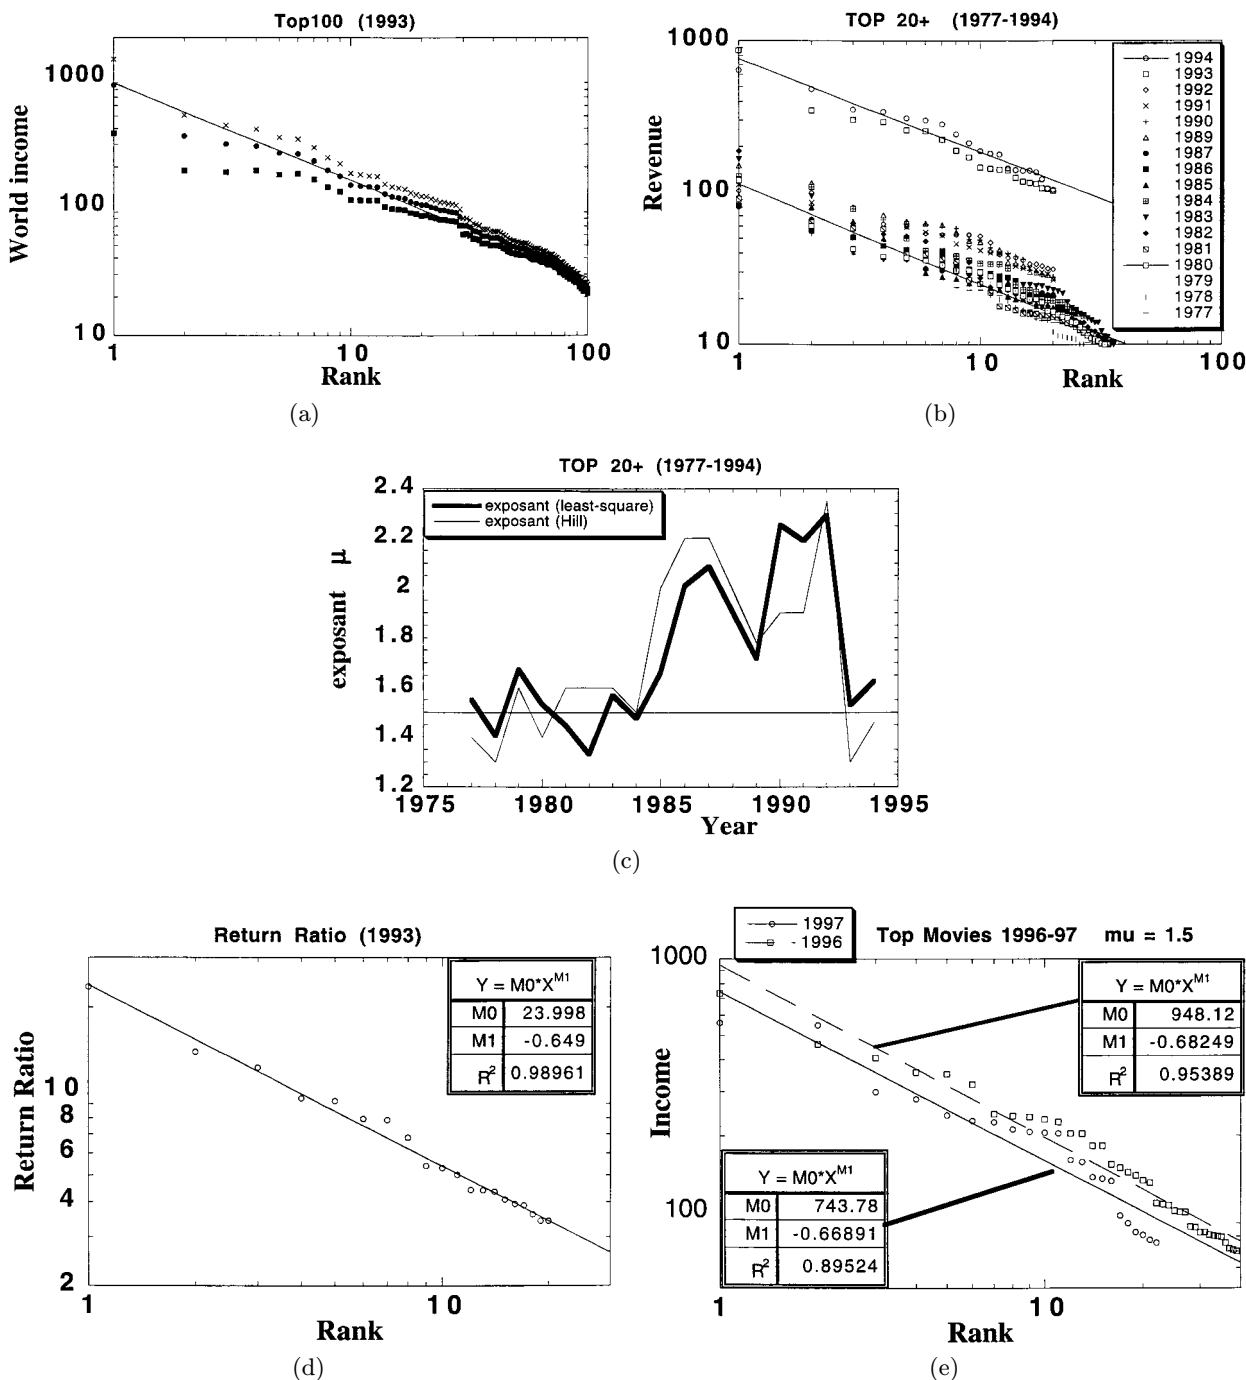 Top100 (1993)
World income
1000
100
10
1
10
100
Rank
(a)
TOP 20+ (1977-1994)
Revenue
1000
100
10
1
10
100
Rank
1994
1993
1992
1991
1990
1989
1987
1986
1985
1984
1983
1982
1981
1980
1979
1978
1977
(b)
TOP 20+ (1977-1994)
exposant μ
2.4
2.2
2
1.8
1.6
1.4
1.2
exposant (least-square)
exposant (Hill)
1975
1980
1985
1990
1995
Year
(c)
Return Ratio (1993)
Return Ratio
10
8
6
4
2
1
10
Rank
Y = M0*X^M1
M0 23.998
M1 -0.649
R² 0.98961
(d)
1997
1996
Top Movies 1996-97 mu = 1.5
Income
1000
100
1
10
Rank
Y = M0*X^M1
M0 948.12
M1 -0.68249
R² 0.95389
Y = M0*X^M1
M0 743.78
M1 -0.66891
R² 0.89524
(e)